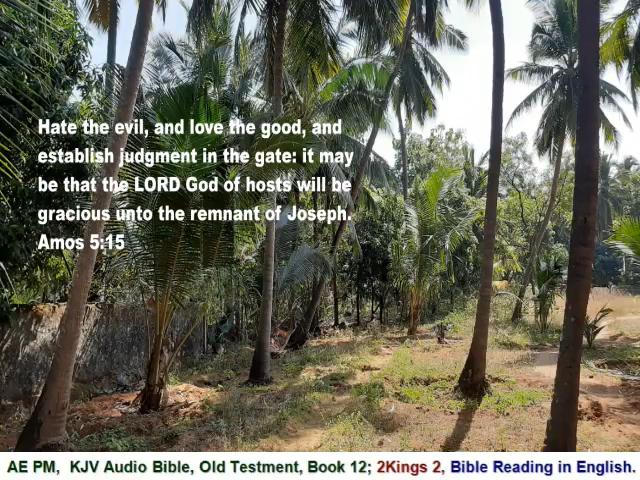 Hate the evil, and love the good, and
establish judgment in the gate: it may
be that the LORD God of hosts will be
gracious unto the remnant of Joseph.
Amos 5:15
AE PM, KJV Audio Bible, Old Testment, Book 12; 2Kings 2, Bible Reading in English.